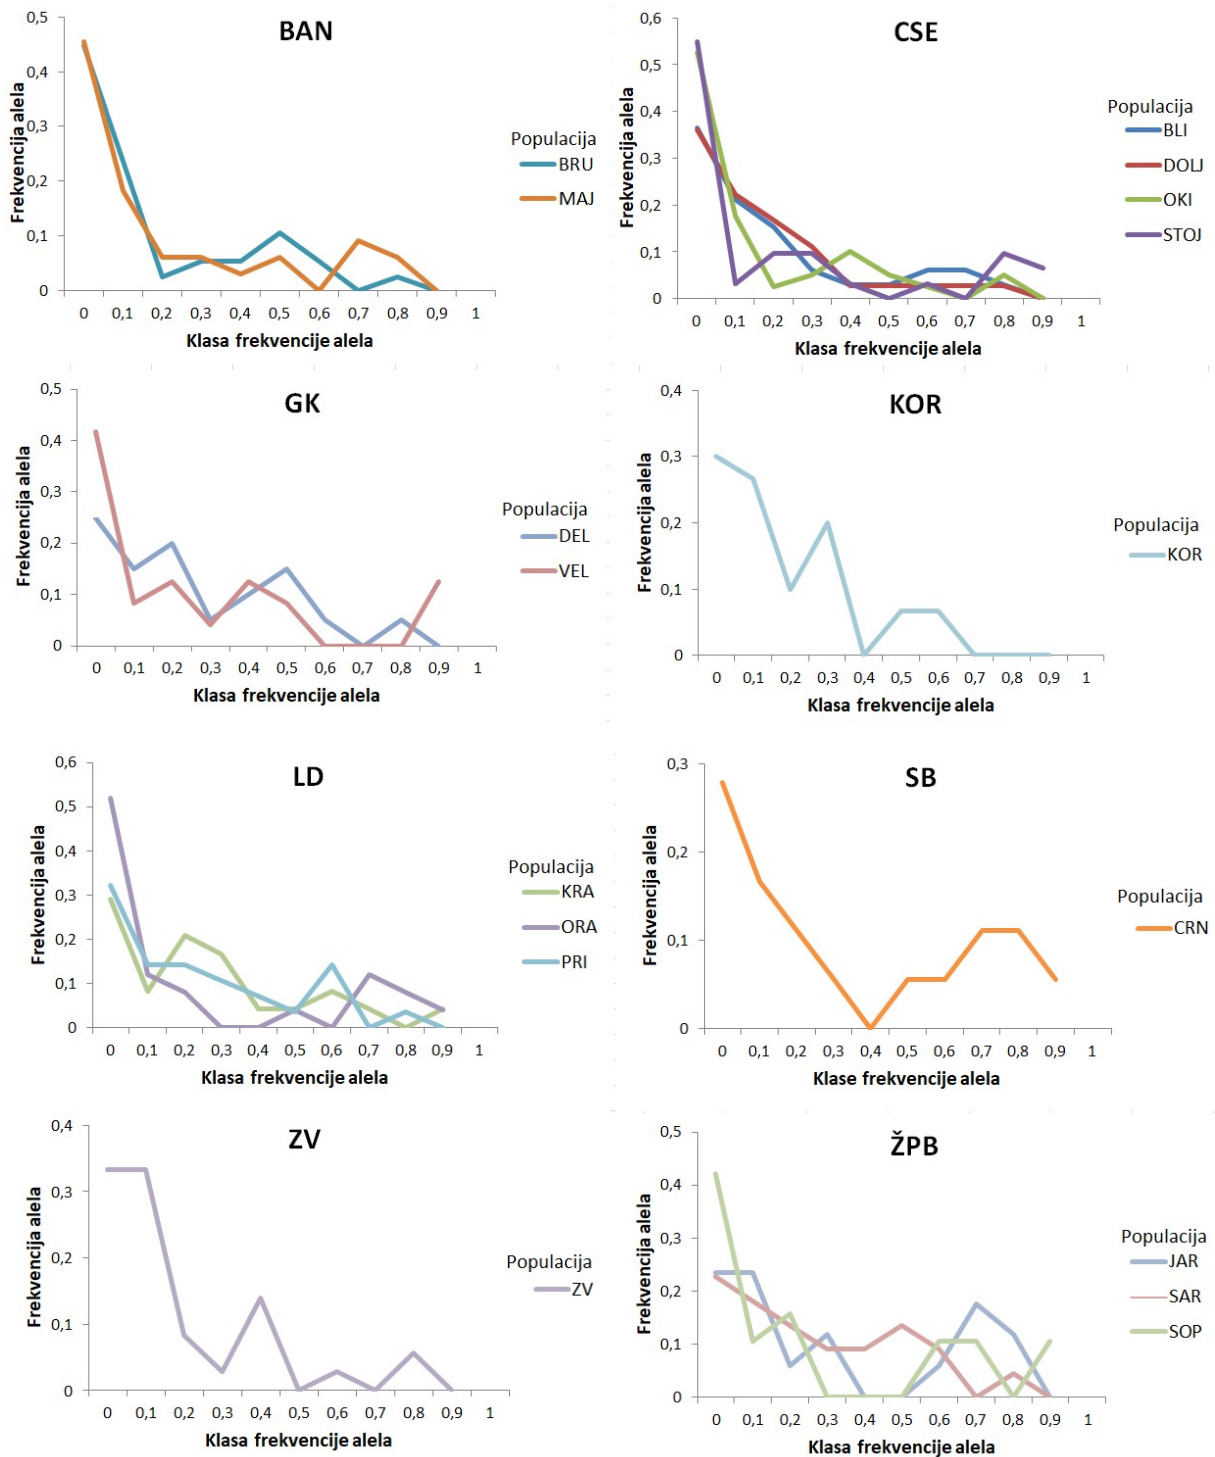 BAN
Frekvencija alela
0,5
0,4
0,3
0,2
0,1
0
0 0,1 0,2 0,3 0,4 0,5 0,6 0,7 0,8 0,9 1
Klasa frekvencije alela
Populacija
BRU
MAJ
CSE
Frekvencija alela
0,6
0,5
0,4
0,3
0,2
0,1
0
0 0,1 0,2 0,3 0,4 0,5 0,6 0,7 0,8 0,9 1
Klasa frekvencije alela
Populacija
BLI
DOLJ
OKI
STOJ
GK
Frekvencija alela
0,5
0,4
0,3
0,2
0,1
0
0 0,1 0,2 0,3 0,4 0,5 0,6 0,7 0,8 0,9 1
Klasa frekvencije alela
Populacija
DEL
VEL
KOR
Frekvencija alela
0,4
0,3
0,2
0,1
0
0 0,1 0,2 0,3 0,4 0,5 0,6 0,7 0,8 0,9 1
Klasa frekvencije alela
Populacija
KOR
LD
Frekvencija alela
0,6
0,5
0,4
0,3
0,2
0,1
0
0 0,1 0,2 0,3 0,4 0,5 0,6 0,7 0,8 0,9 1
Klasa frekvencije alela
Populacija
KRA
ORA
PRI
SB
Frekvencija alela
0,3
0,2
0,1
0
0 0,1 0,2 0,3 0,4 0,5 0,6 0,7 0,8 0,9 1
Klase frekvencije alela
Populacija
CRN
ZV
Frekvencija alela
0,4
0,3
0,2
0,1
0
0 0,1 0,2 0,3 0,4 0,5 0,6 0,7 0,8 0,9 1
Klasa frekvencije alela
Populacija
ZV
ŽPB
Frekvencija alela
0,5
0,4
0,3
0,2
0,1
0
0 0,1 0,2 0,3 0,4 0,5 0,6 0,7 0,8 0,9 1
Klasa frekvencije alela
Populacija
JAR
SAR
SOP